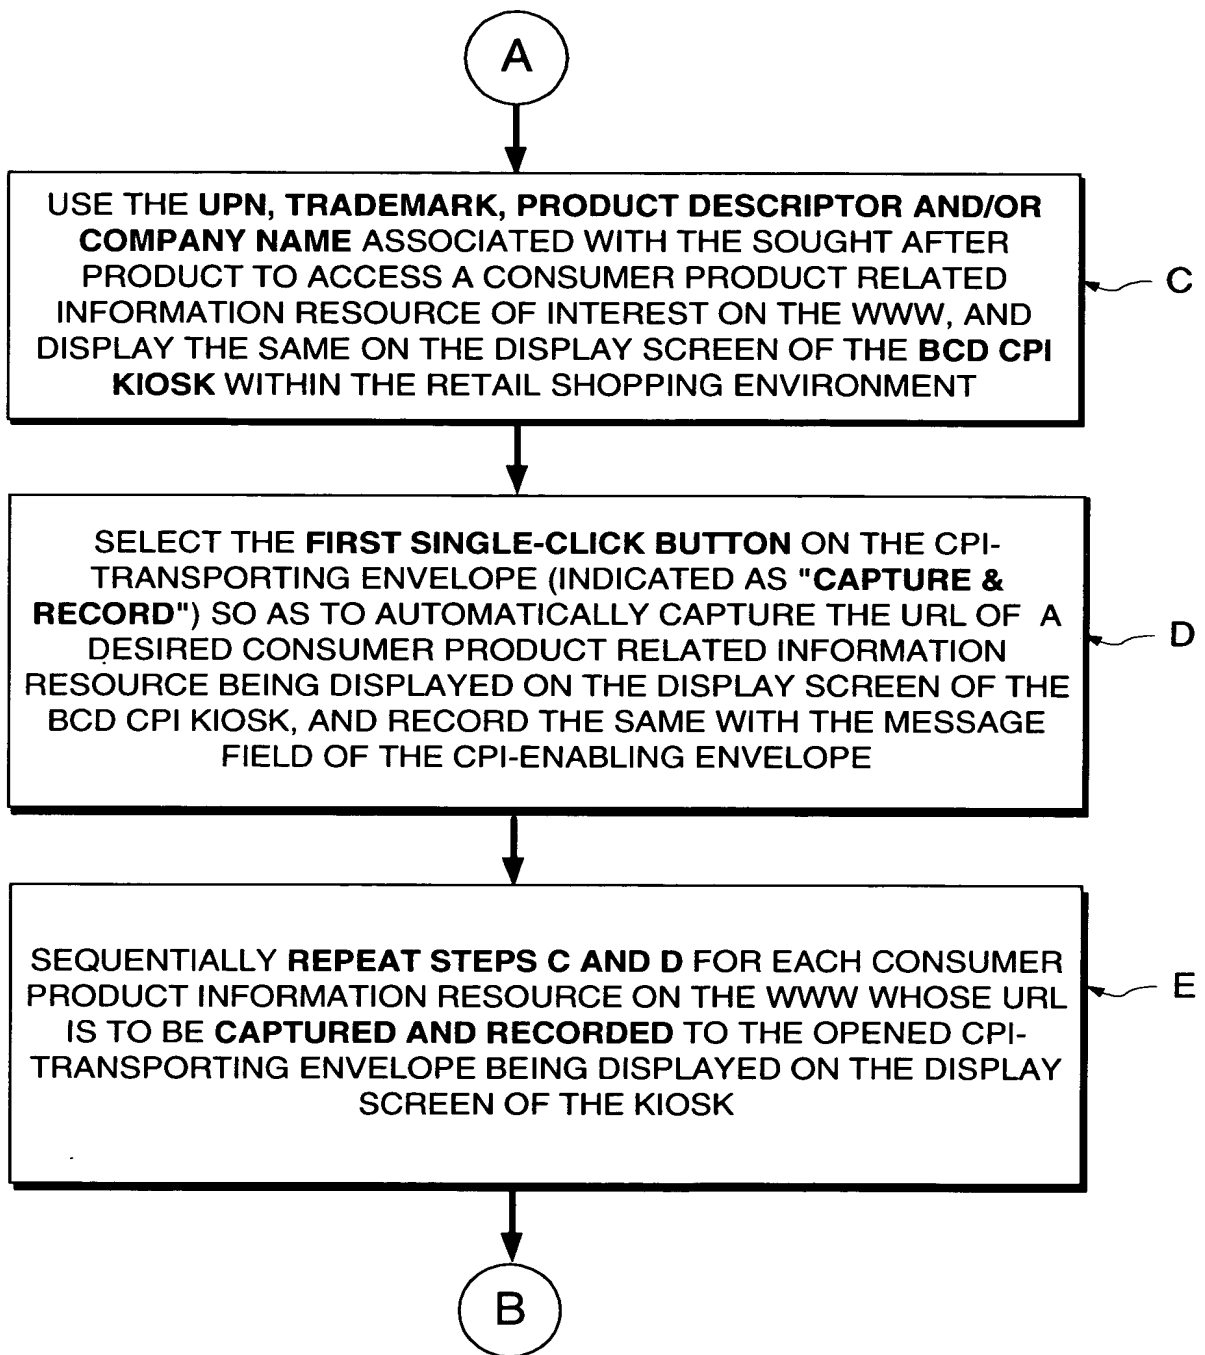 A
USE THE UPN, TRADEMARK, PRODUCT DESCRIPTOR AND/OR
COMPANY NAME ASSOCIATED WITH THE SOUGHT AFTER
PRODUCT TO ACCESS A CONSUMER PRODUCT RELATED
INFORMATION RESOURCE OF INTEREST ON THE WWW, AND
DISPLAY THE SAME ON THE DISPLAY SCREEN OF THE BCD CPI
KIOSK WITHIN THE RETAIL SHOPPING ENVIRONMENT
C
SELECT THE FIRST SINGLE-CLICK BUTTON ON THE CPI-
TRANSPORTING ENVELOPE (INDICATED AS "CAPTURE &
RECORD") SO AS TO AUTOMATICALLY CAPTURE THE URL OF A
DESIRED CONSUMER PRODUCT RELATED INFORMATION
RESOURCE BEING DISPLAYED ON THE DISPLAY SCREEN OF THE
BCD CPI KIOSK, AND RECORD THE SAME WITH THE MESSAGE
FIELD OF THE CPI-ENABLING ENVELOPE
D
SEQUENTIALLY REPEAT STEPS C AND D FOR EACH CONSUMER
PRODUCT INFORMATION RESOURCE ON THE WWW WHOSE URL
IS TO BE CAPTURED AND RECORDED TO THE OPENED CPI-
TRANSPORTING ENVELOPE BEING DISPLAYED ON THE DISPLAY
SCREEN OF THE KIOSK
E
B